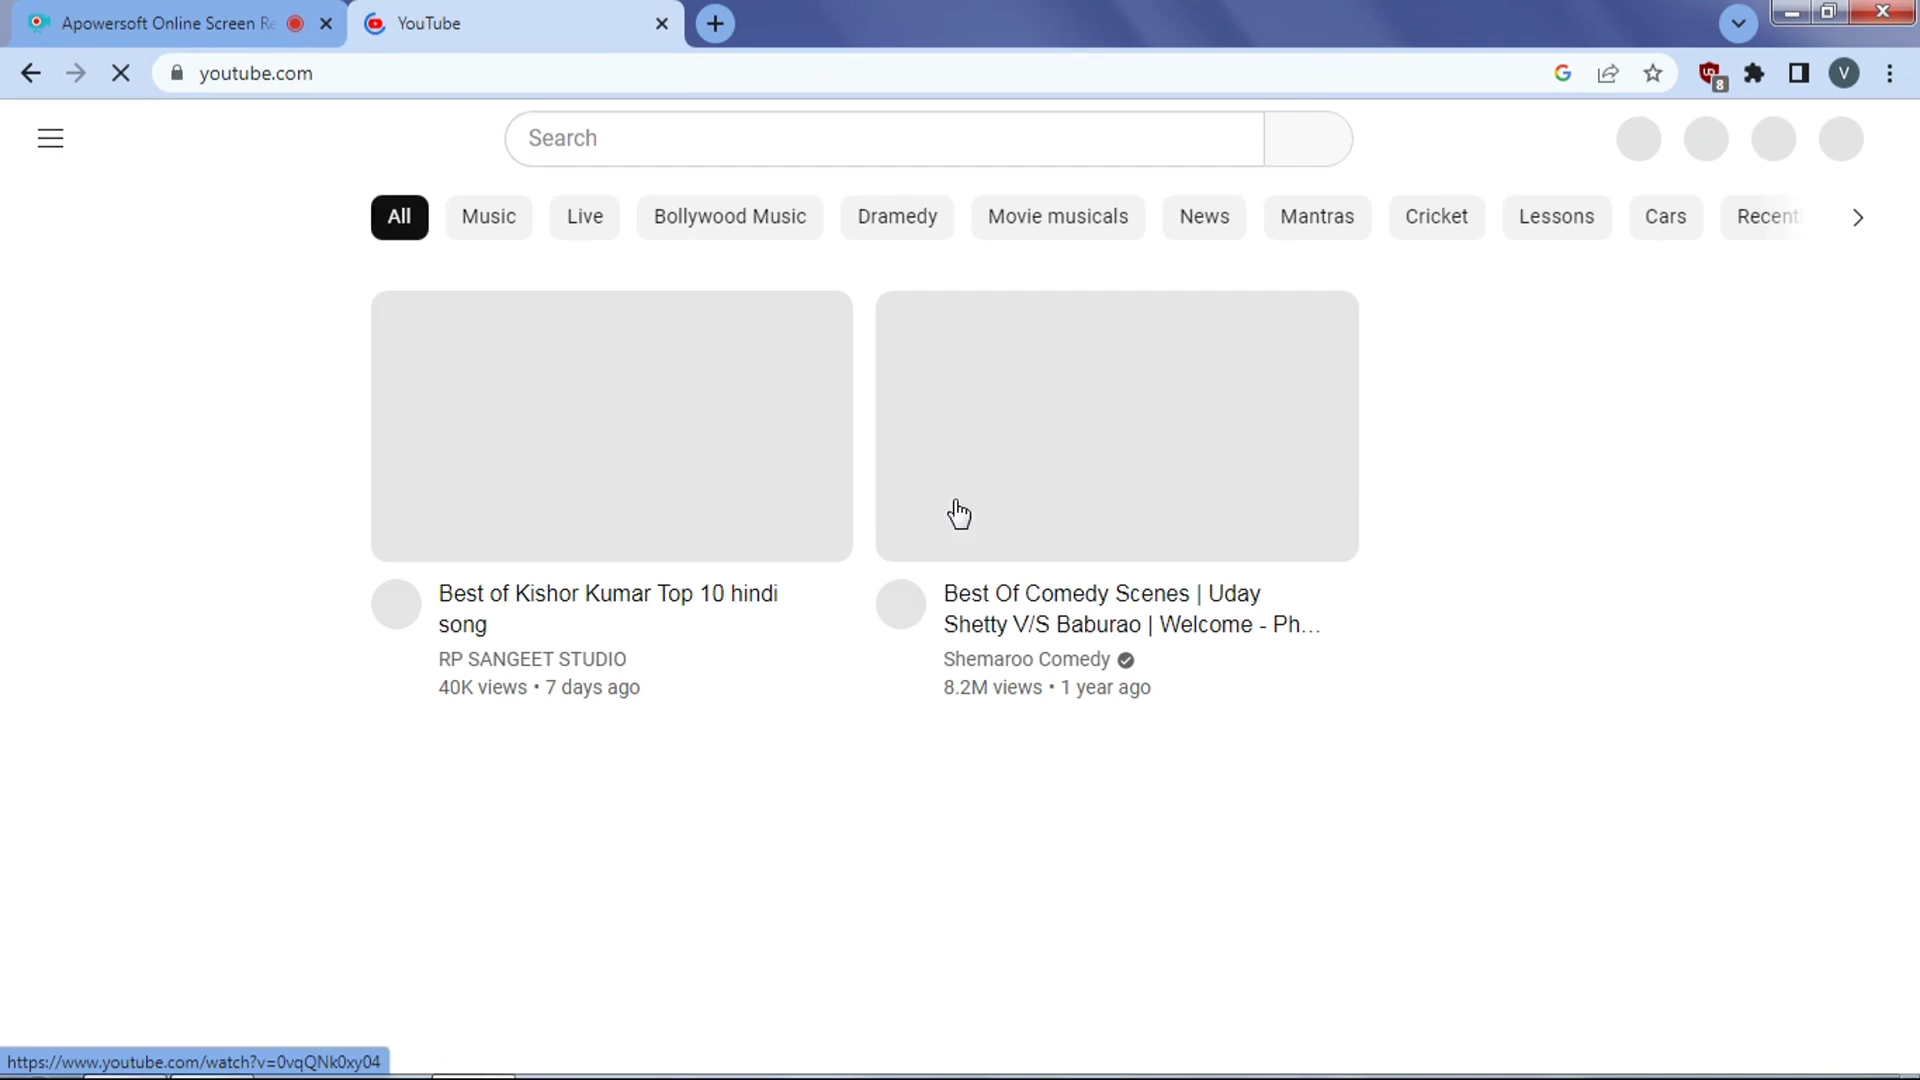 Apowersoft Online Screen Re
YouTube
youtube.com
8
V
Search
All
Music
Live
Bollywood Music
Dramedy
Movie musicals
News
Mantras
Cricket
Lessons
Cars
Recent
Best of Kishor Kumar Top 10 hindi
song
RP SANGEET STUDIO
40K views • 7 days ago
Best Of Comedy Scenes | Uday
Shetty V/S Baburao | Welcome - Ph...
Shemaroo Comedy
8.2M views • 1 year ago
https://www.youtube.com/watch?v=0vqQNk0xy04